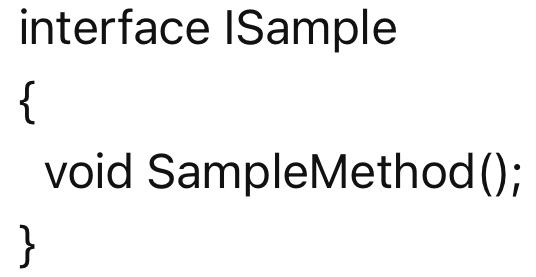 interface ISample
{
  void SampleMethod();
}